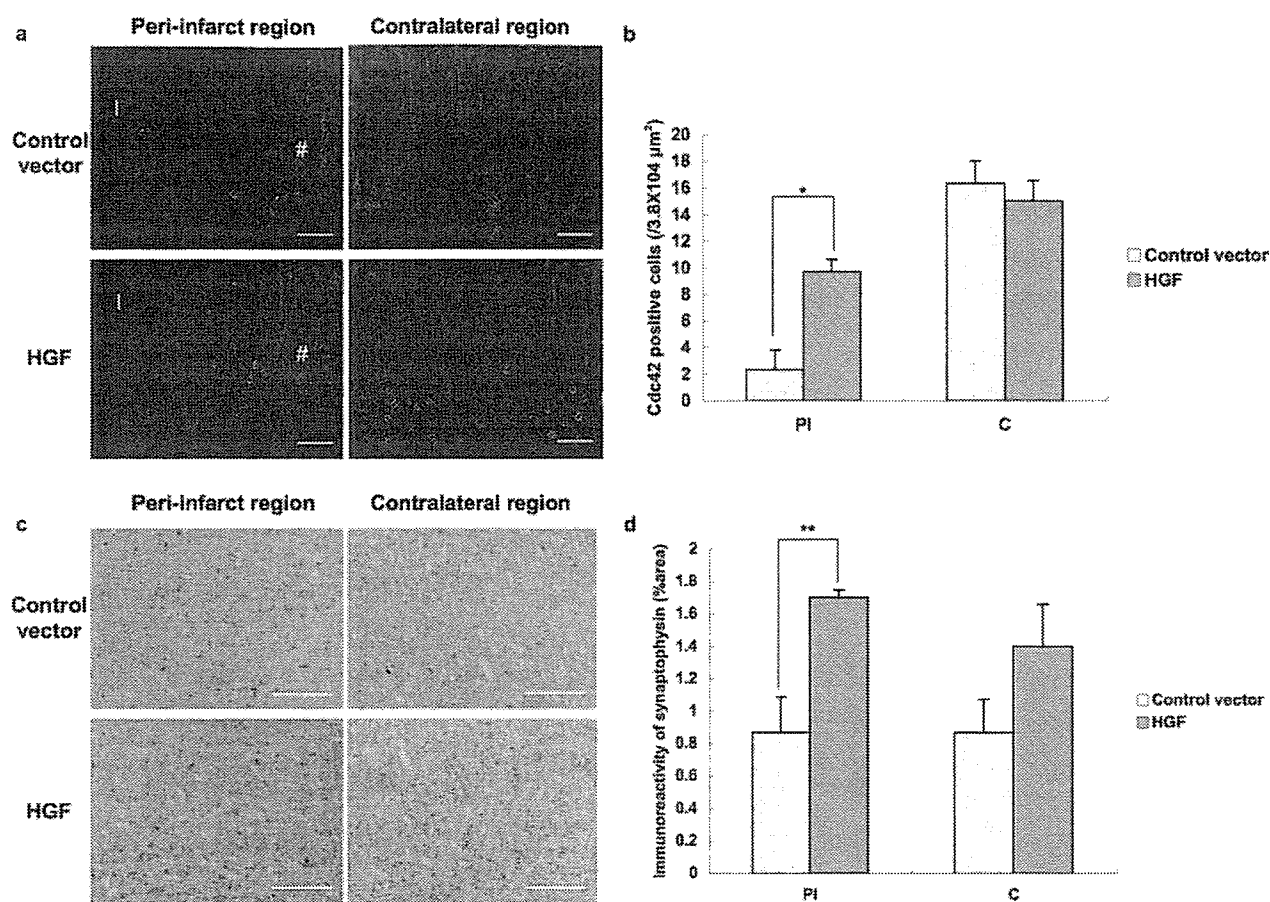 a
Peri-infarct region
Contralateral region
Control
vector
I
#
HGF
I
#
b
Cdc42 positive cells (/3.8X104 µm²)
20
18
16
14
12
10
8
6
4
2
0
*
PI
C
Control vector
HGF
c
Peri-infarct region
Contralateral region
Control
vector
HGF
d
Immunoreactivity of synaptophysin (%area)
2
1.8
1.6
1.4
1.2
1
0.8
0.6
0.4
0.2
0
**
PI
C
Control vector
HGF